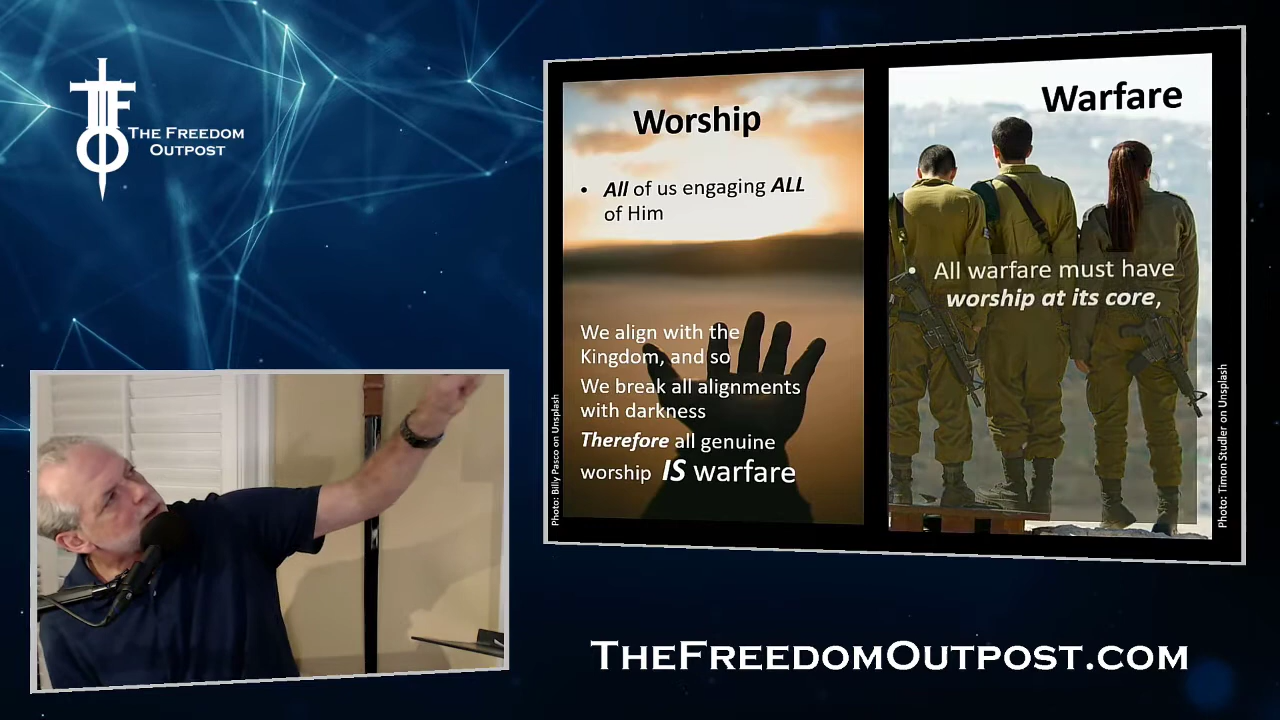 THE FREEDOM
OUTPOST
Worship
• All of us engaging ALL
of Him
We align with the
Kingdom, and so
We break all alignments
with darkness
Therefore all genuine
worship IS warfare
Photo: Billy Pasco on Unsplash
Warfare
• All warfare must have
worship at its core,
Photo: Timon Studler on Unsplash
THEFREEDOMOUTPOST.COM